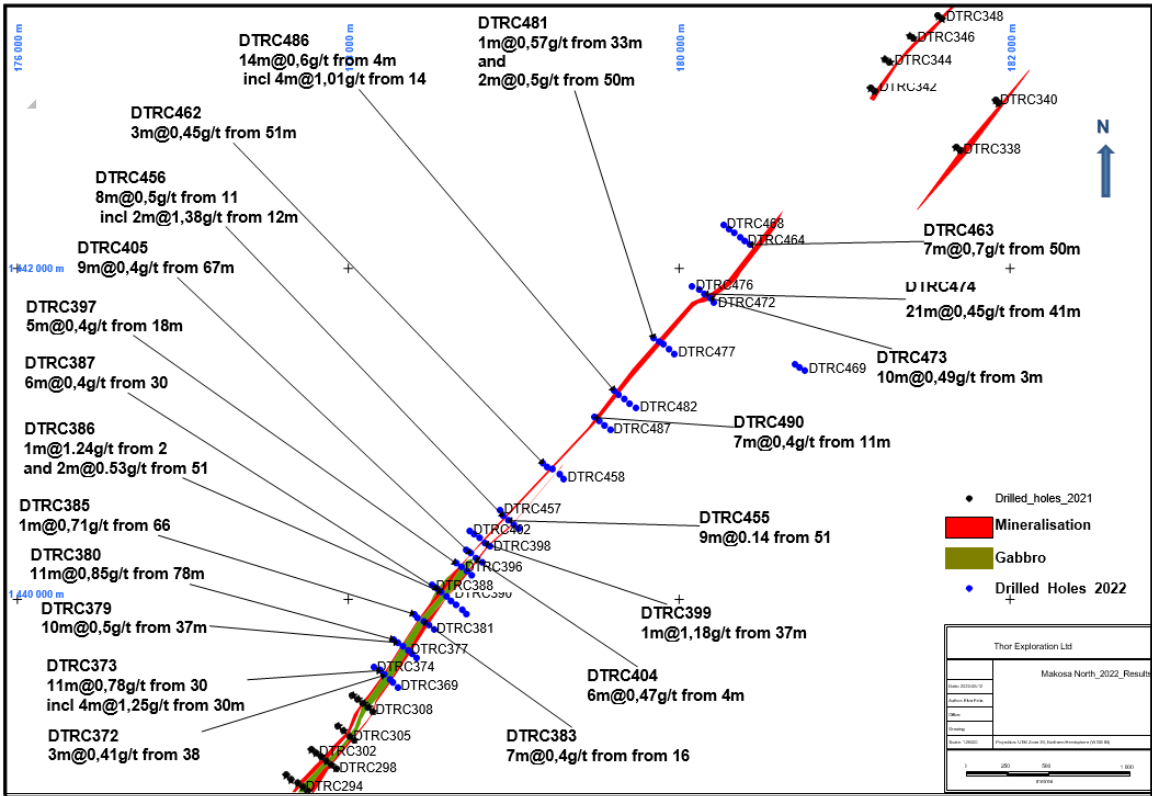 176 000 m
180 000 m
182 000 m
1 442 000 m
1 440 000 m
N
DTRC486
14m@0,6g/t from 4m
incl 4m@1,01g/t from 14
DTRC481
1m@0,57g/t from 33m
and
2m@0,5g/t from 50m
DTRC462
3m@0,45g/t from 51m
DTRC456
8m@0,5g/t from 11
incl 2m@1,38g/t from 12m
DTRC405
9m@0,4g/t from 67m
DTRC397
5m@0,4g/t from 18m
DTRC387
6m@0,4g/t from 30
DTRC386
1m@1.24g/t from 2
and 2m@0.53g/t from 51
DTRC385
1m@0,71g/t from 66
DTRC380
11m@0,85g/t from 78m
DTRC379
10m@0,5g/t from 37m
DTRC373
11m@0,78g/t from 30
incl 4m@1,25g/t from 30m
DTRC372
3m@0,41g/t from 38
DTRC463
7m@0,7g/t from 50m
DTRC474
21m@0,45g/t from 41m
DTRC473
10m@0,49g/t from 3m
DTRC490
7m@0,4g/t from 11m
DTRC455
9m@0.14 from 51
DTRC399
1m@1,18g/t from 37m
DTRC404
6m@0,47g/t from 4m
DTRC383
7m@0,4g/t from from 16
DTRC348
DTRC346
DTRC344
DTRC342
DTRC340
DTRC338
DTRC468
DTRC464
DTRC476
DTRC472
DTRC477
DTRC469
DTRC482
DTRC487
DTRC458
DTRC457
DTRC402
DTRC398
DTRC396
DTRC388
DTRC390
DTRC381
DTRC377
DTRC374
DTRC369
DTRC308
DTRC305
DTRC302
DTRC298
DTRC294
Drilled_holes_2021
Mineralisation
Gabbro
Drilled Holes 2022
Thor Exploration Ltd
Makosa North_2022_Results
0 250 500 1 000